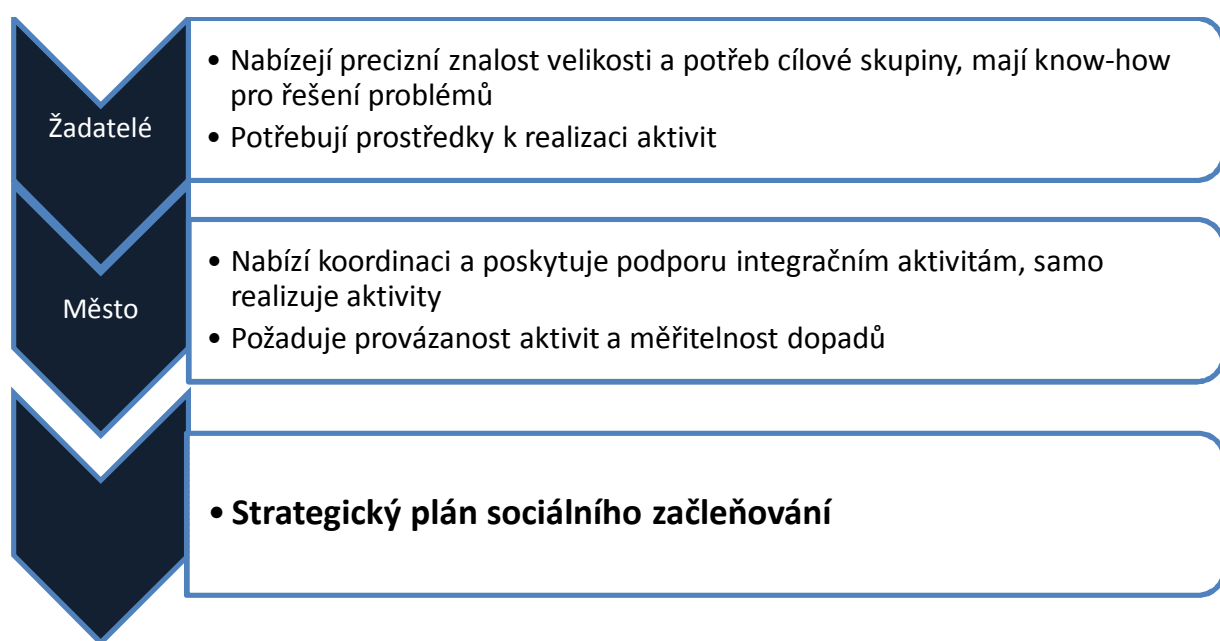 Žadatelé
• Nabízejí precizní znalost velikosti a potřeb cílové skupiny, mají know-how
pro řešení problémů
• Potřebují prostředky k realizaci aktivit
Město
• Nabízí koordinaci a poskytuje podporu integračním aktivitám, samo
realizuje aktivity
• Požaduje provázanost aktivit a měřitelnost dopadů
• Strategický plán sociálního začleňování